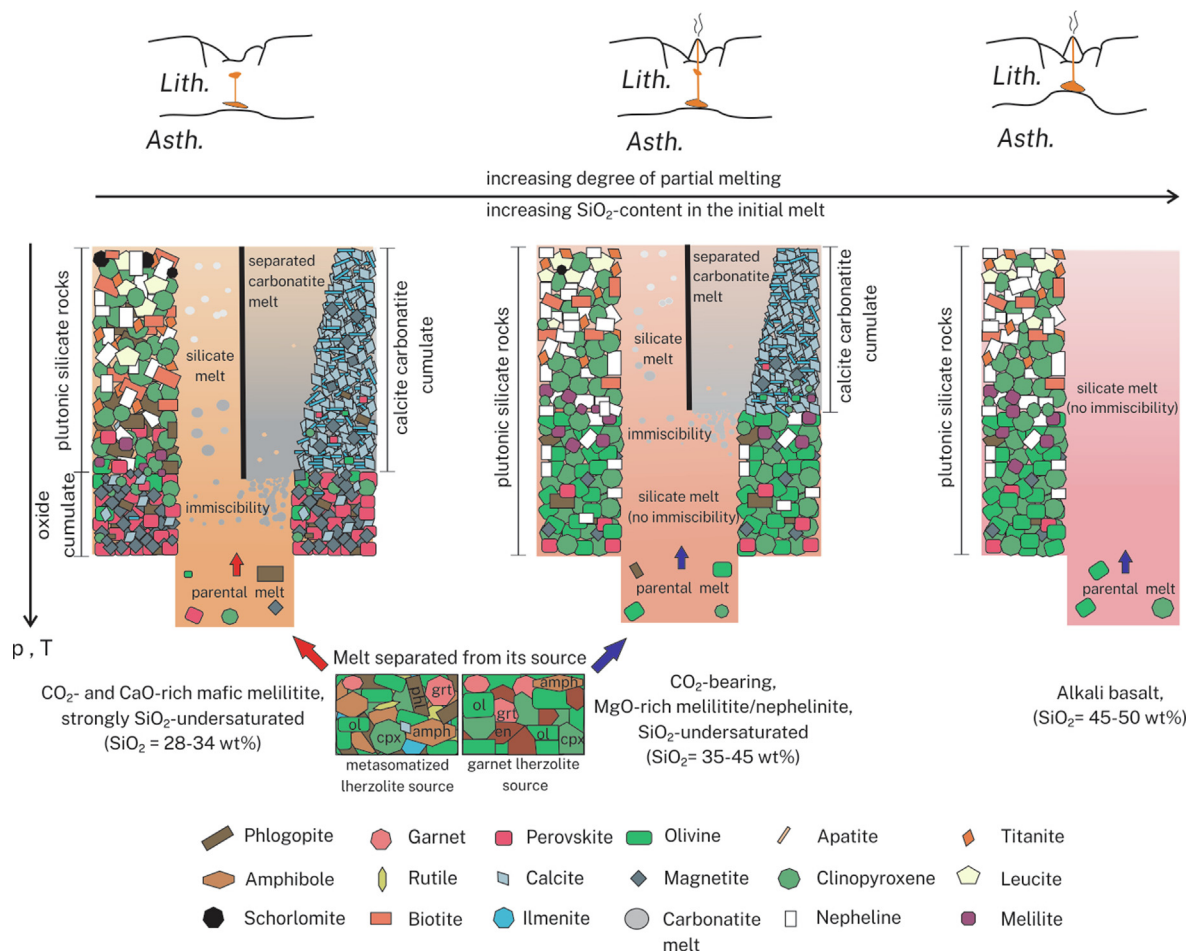 Lith.
Asth.
Lith.
Asth.
Lith.
Asth.
increasing degree of partial melting
increasing SiO₂-content in the initial melt
plutonic silicate rocks
oxide
cumulate
silicate
melt
separated
carbonatite
melt
immiscibility
calcite carbonatite
cumulate
parental melt
p , T
plutonic silicate rocks
silicate
melt
separated
carbonatite
melt
immiscibility
silicate melt
(no immiscibility)
calcite carbonatite
cumulate
parental melt
plutonic silicate rocks
silicate melt
(no immiscibility)
parental melt
Melt separated from its source
CO₂- and CaO-rich mafic melilitite,
strongly SiO₂-undersaturated
(SiO₂ = 28-34 wt%)
phl
grt
ol
cpx
amph
metasomatized
lherzolite source
amph
ol
grt
en
ol
cpx
garnet lherzolite
source
CO₂-bearing,
MgO-rich melilitite/nephelinite,
SiO₂-undersaturated
(SiO₂= 35-45 wt%)
Alkali basalt,
(SiO₂= 45-50 wt%)
Phlogopite
Garnet
Perovskite
Olivine
Apatite
Titanite
Amphibole
Rutile
Calcite
Magnetite
Clinopyroxene
Leucite
Schorlomite
Biotite
Ilmenite
Carbonatite
melt
Nepheline
Melilite